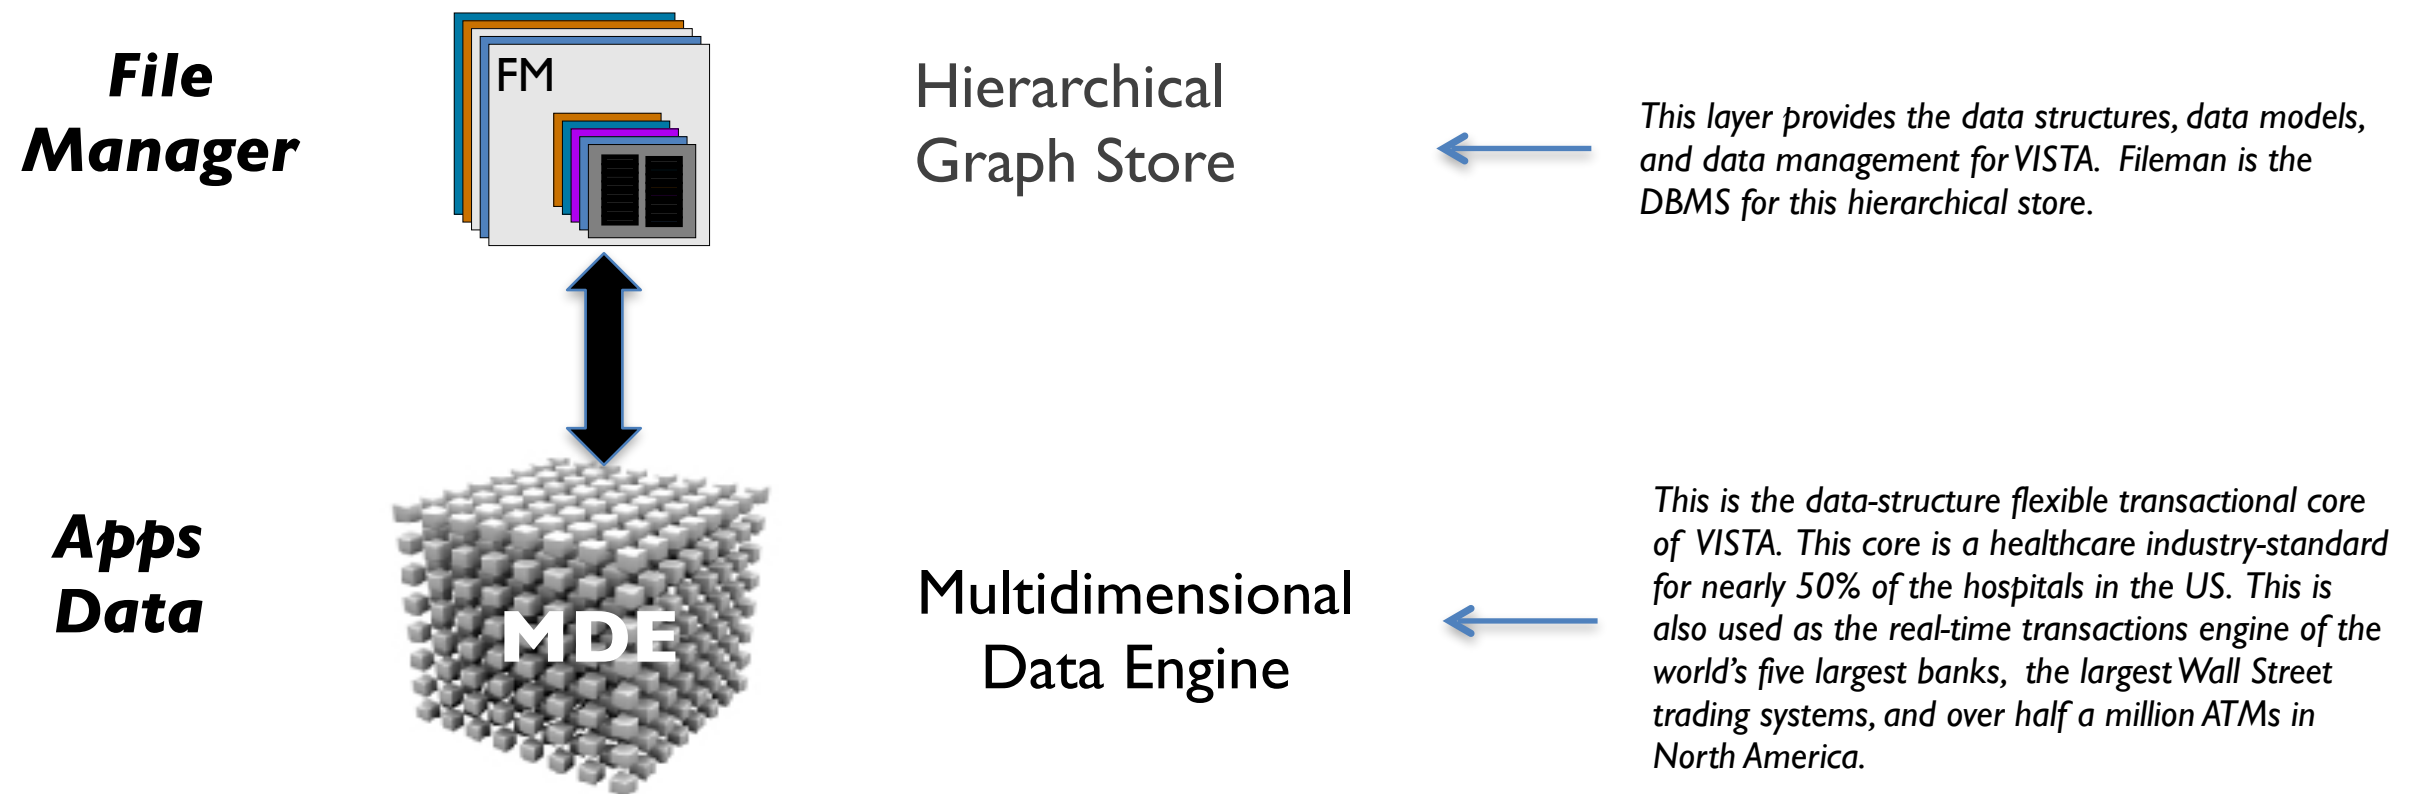 File
Manager
FM
Hierarchical
Graph Store
This layer provides the data structures, data models,
and data management for VISTA. Fileman is the
DBMS for this hierarchical store.
Apps
Data
MDE
Multidimensional
Data Engine
This is the data-structure flexible transactional core
of VISTA. This core is a healthcare industry-standard
for nearly 50% of the hospitals in the US. This is
also used as the real-time transactions engine of the
world's five largest banks, the largest Wall Street
trading systems, and over half a million ATMs in
North America.